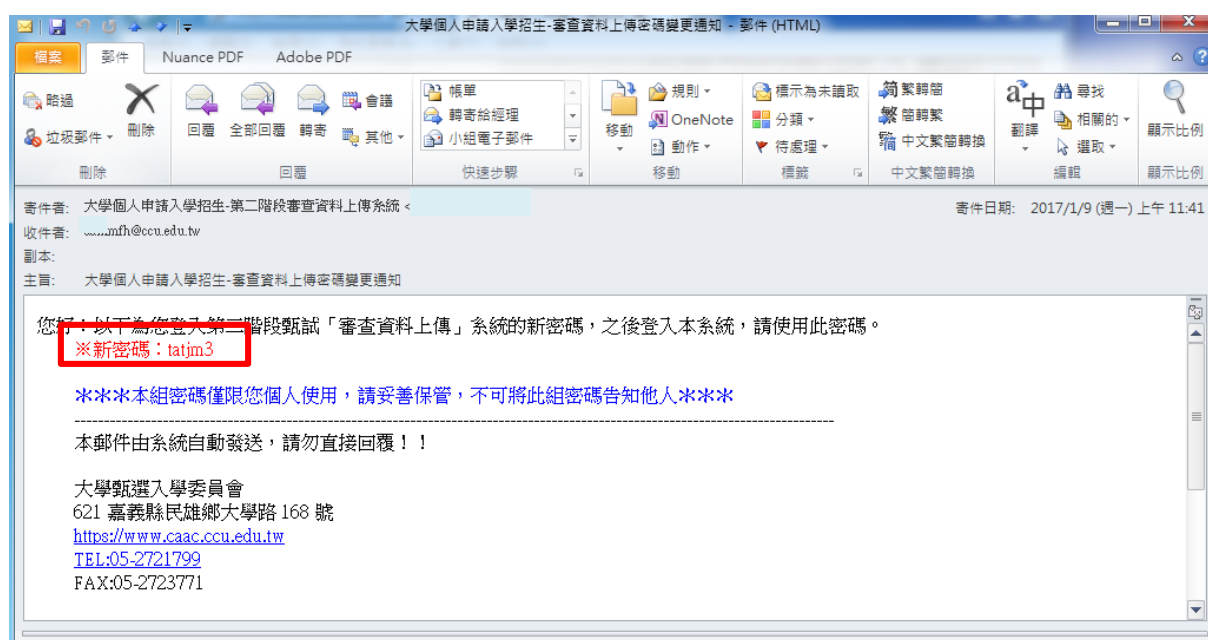 大學個人申請入學招生-審查資料上傳密碼變更通知 - 郵件 (HTML)
檔案 郵件 Nuance PDF Adobe PDF
略過 垃圾郵件 刪除
刪除
回覆 全部回覆 轉寄 會議 其他
回覆
帳單
轉寄給經理
小組電子郵件
快速步驟
移動 規則 OneNote 動作
移動
標示為未讀取
分類
待處理
標籤
简 繁轉簡
繁 簡轉繁
中文繁簡轉換
中文繁簡轉換
翻譯 尋找 相關的 選取
編輯
顯示比例
顯示比例
寄件者: 大學個人申請入學招生-第二階段審查資料上傳系統 <
寄件日期: 2017/1/9 (週一) 上午 11:41
收件者: mfh@ccu.edu.tw
副本:
主旨: 大學個人申請入學招生-審查資料上傳密碼變更通知
您好：以下為您登入第二階段甄試「審查資料上傳」系統的新密碼，之後登入本系統，請使用此密碼。
※新密碼：tatjm3
＊＊＊本組密碼僅限您個人使用，請妥善保管，不可將此組密碼告知他人＊＊＊
本郵件由系統自動發送，請勿直接回覆！！
大學甄選入學委員會
621 嘉義縣民雄鄉大學路 168 號
https://www.caac.ccu.edu.tw
TEL:05-2721799
FAX:05-2723771